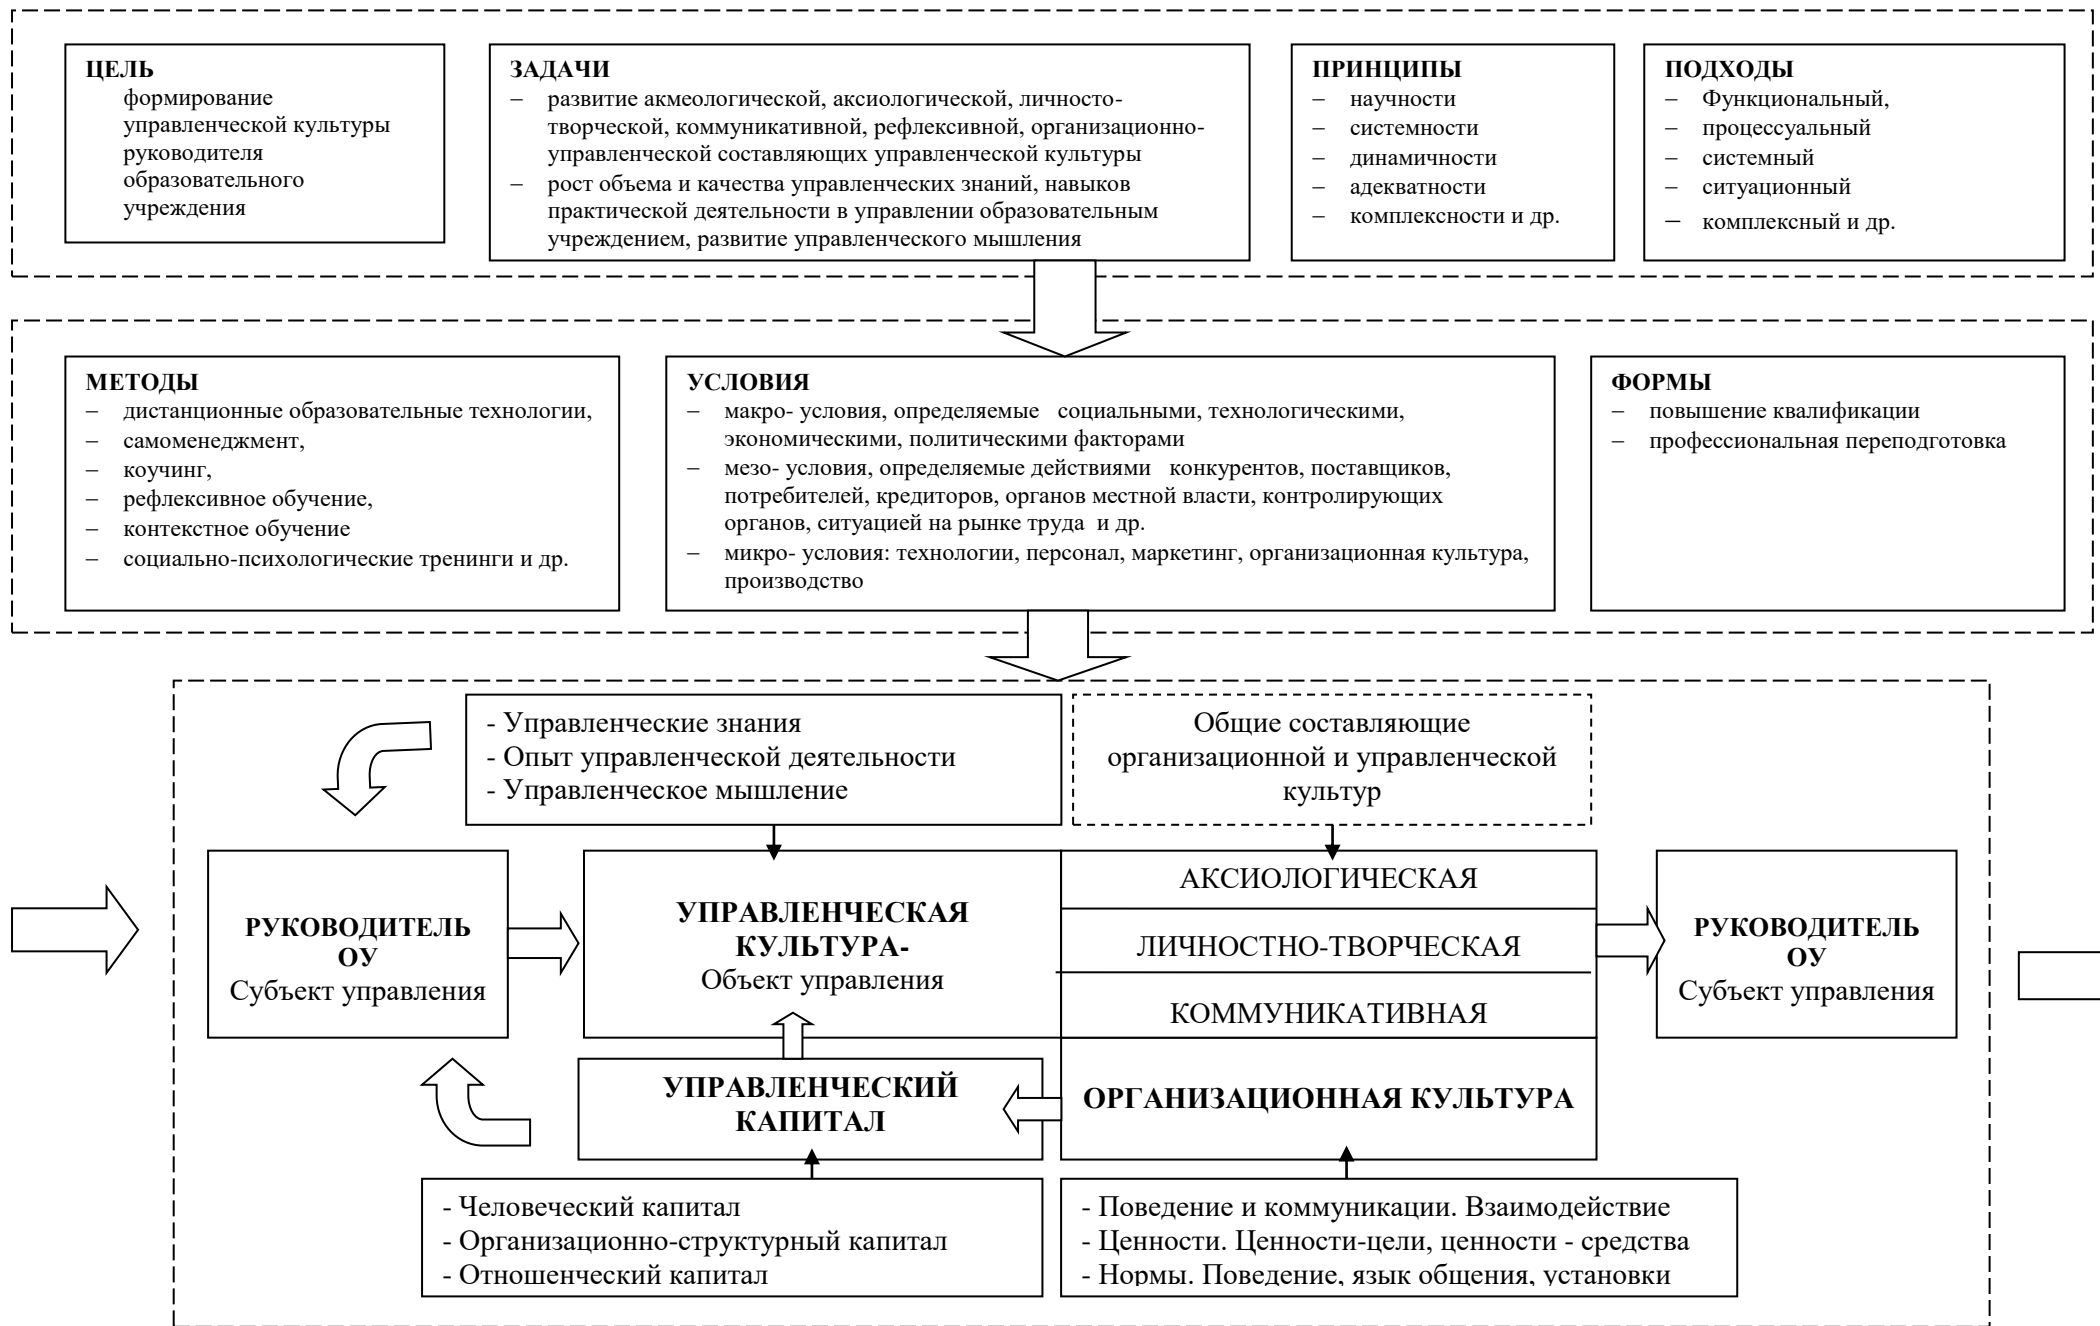 ЦЕЛЬ
формирование
управленческой культуры
руководителя
образовательного
учреждения
ЗАДАЧИ
– развитие акмеологической, аксиологической, личносто-
творческой, коммуникативной, рефлексивной, организационно-
управленческой составляющих управленческой культуры
– рост объема и качества управленческих знаний, навыков
практической деятельности в управлении образовательным
учреждением, развитие управленческого мышления
ПРИНЦИПЫ
– научности
– системности
– динамичности
– адекватности
– комплексности и др.
ПОДХОДЫ
– Функциональный,
– процессуальный
– системный
– ситуационный
– комплексный и др.
МЕТОДЫ
– дистанционные образовательные технологии,
– самоменеджмент,
– коучинг,
– рефлексивное обучение,
– контекстное обучение
– социально-психологические тренинги и др.
УСЛОВИЯ
– макро- условия, определяемые социальными, технологическими,
экономическими, политическими факторами
– мезо- условия, определяемые действиями конкурентов, поставщиков,
потребителей, кредиторов, органов местной власти, контролирующих
органов, ситуацией на рынке труда и др.
– микро- условия: технологии, персонал, маркетинг, организационная культура,
производство
ФОРМЫ
– повышение квалификации
– профессиональная переподготовка
- Управленческие знания
- Опыт управленческой деятельности
- Управленческое мышление
Общие составляющие
организационной и управленческой
культур
РУКОВОДИТЕЛЬ
ОУ
Субъект управления
УПРАВЛЕНЧЕСКАЯ
КУЛЬТУРА-
Объект управления
АКСИОЛОГИЧЕСКАЯ
ЛИЧНОСТНО-ТВОРЧЕСКАЯ
КОММУНИКАТИВНАЯ
РУКОВОДИТЕЛЬ
ОУ
Субъект управления
УПРАВЛЕНЧЕСКИЙ
КАПИТАЛ
ОРГАНИЗАЦИОННАЯ КУЛЬТУРА
- Человеческий капитал
- Организационно-структурный капитал
- Отношенческий капитал
- Поведение и коммуникации. Взаимодействие
- Ценности. Ценности-цели, ценности - средства
- Нормы. Поведение, язык общения, установки